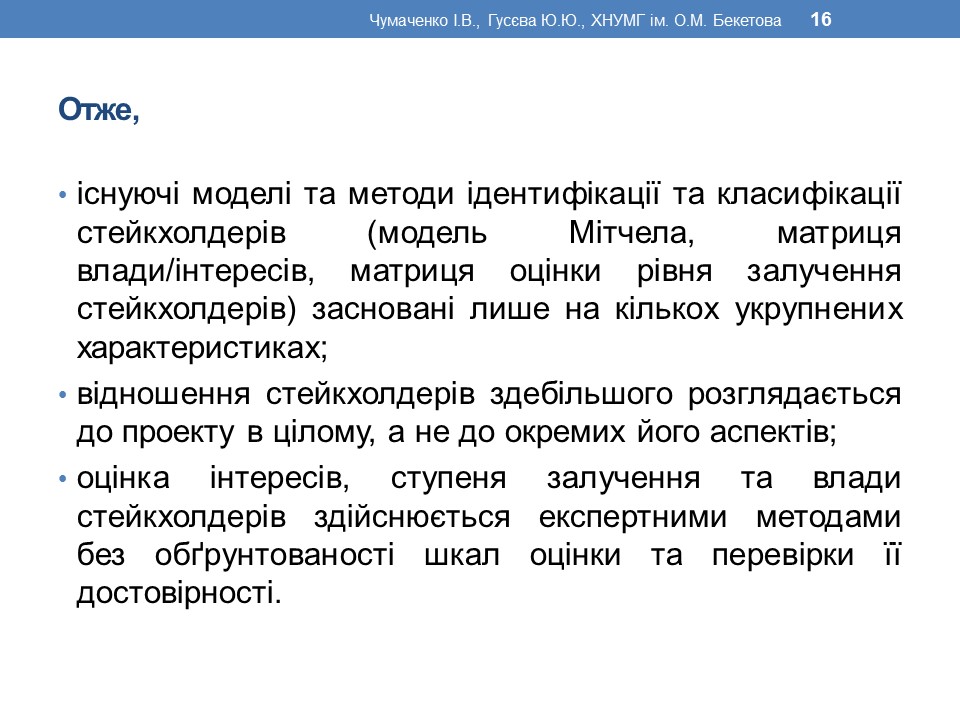 Чумаченко І.В., Гусєва Ю.Ю., ХНУМГ ім. О.М. Бекетова 16
Отже,
• існуючі моделі та методи ідентифікації та класифікації
стейкхолдерів (модель Мітчела, матриця
влади/інтересів, матриця оцінки рівня залучення
стейкхолдерів) засновані лише на кількох укрупнених
характеристиках;
• відношення стейкхолдерів здебільшого розглядається
до проекту в цілому, а не до окремих його аспектів;
• оцінка інтересів, ступеня залучення та влади
стейкхолдерів здійснюється експертними методами
без обґрунтованості шкал оцінки та перевірки її
достовірності.